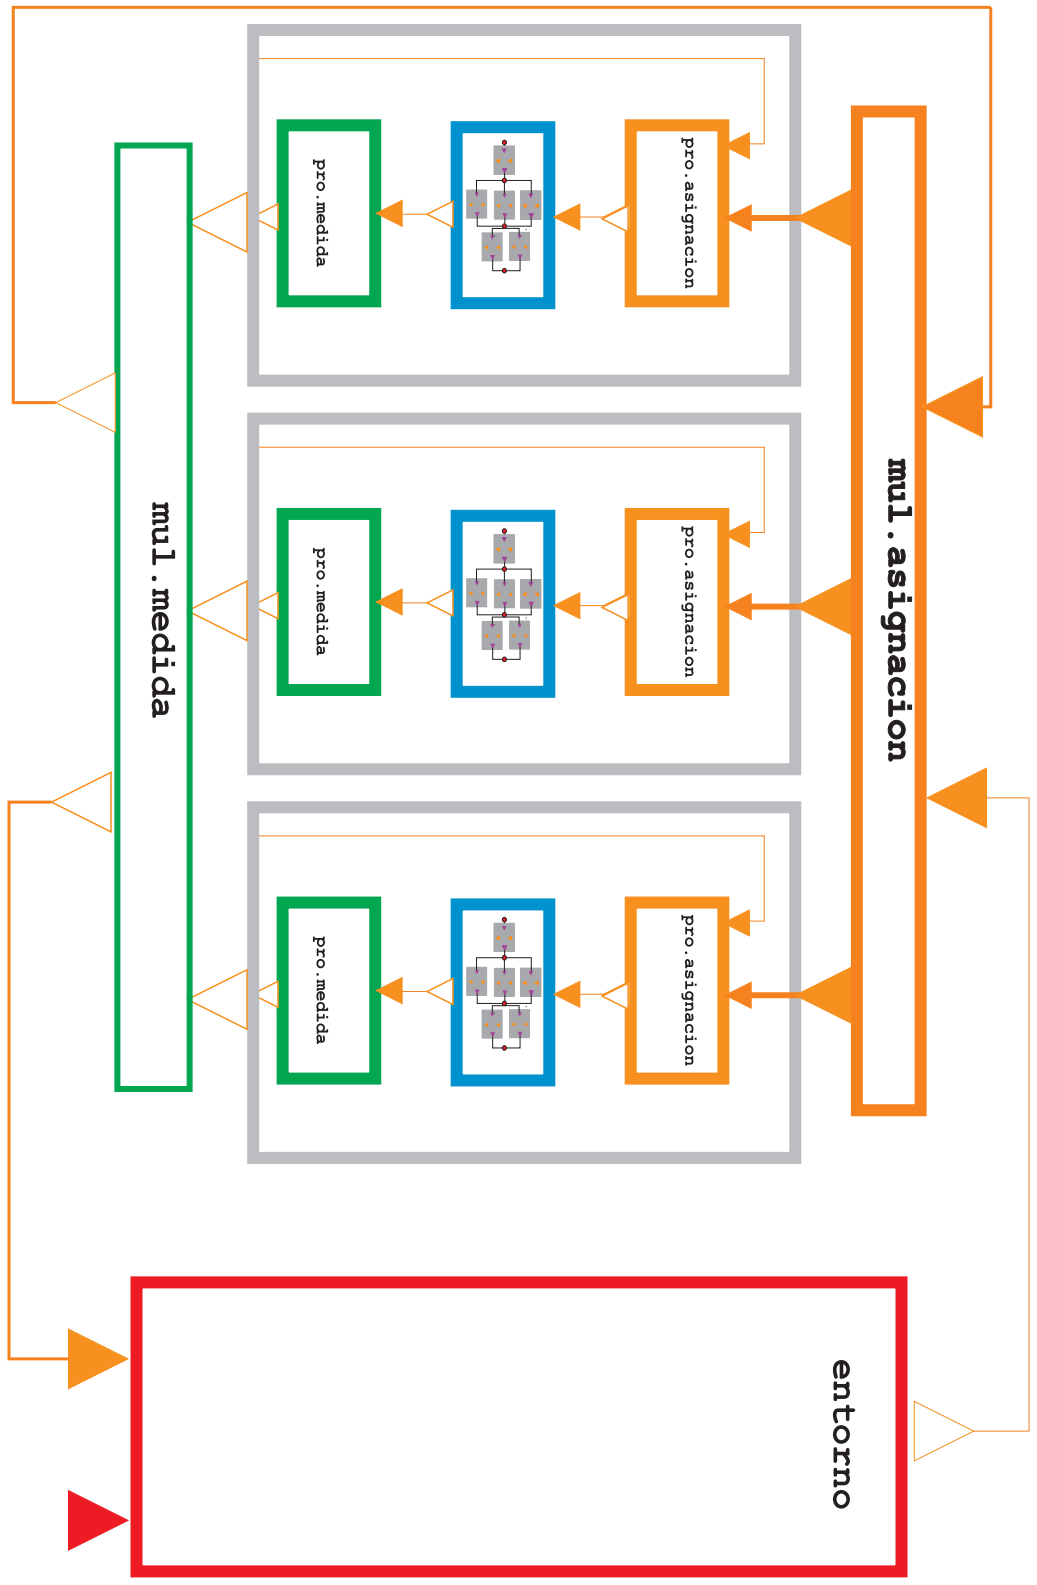 mul.asignacion
pro.asignacion
pro.medida
pro.asignacion
pro.medida
pro.asignacion
pro.medida
mul.medida
entorno